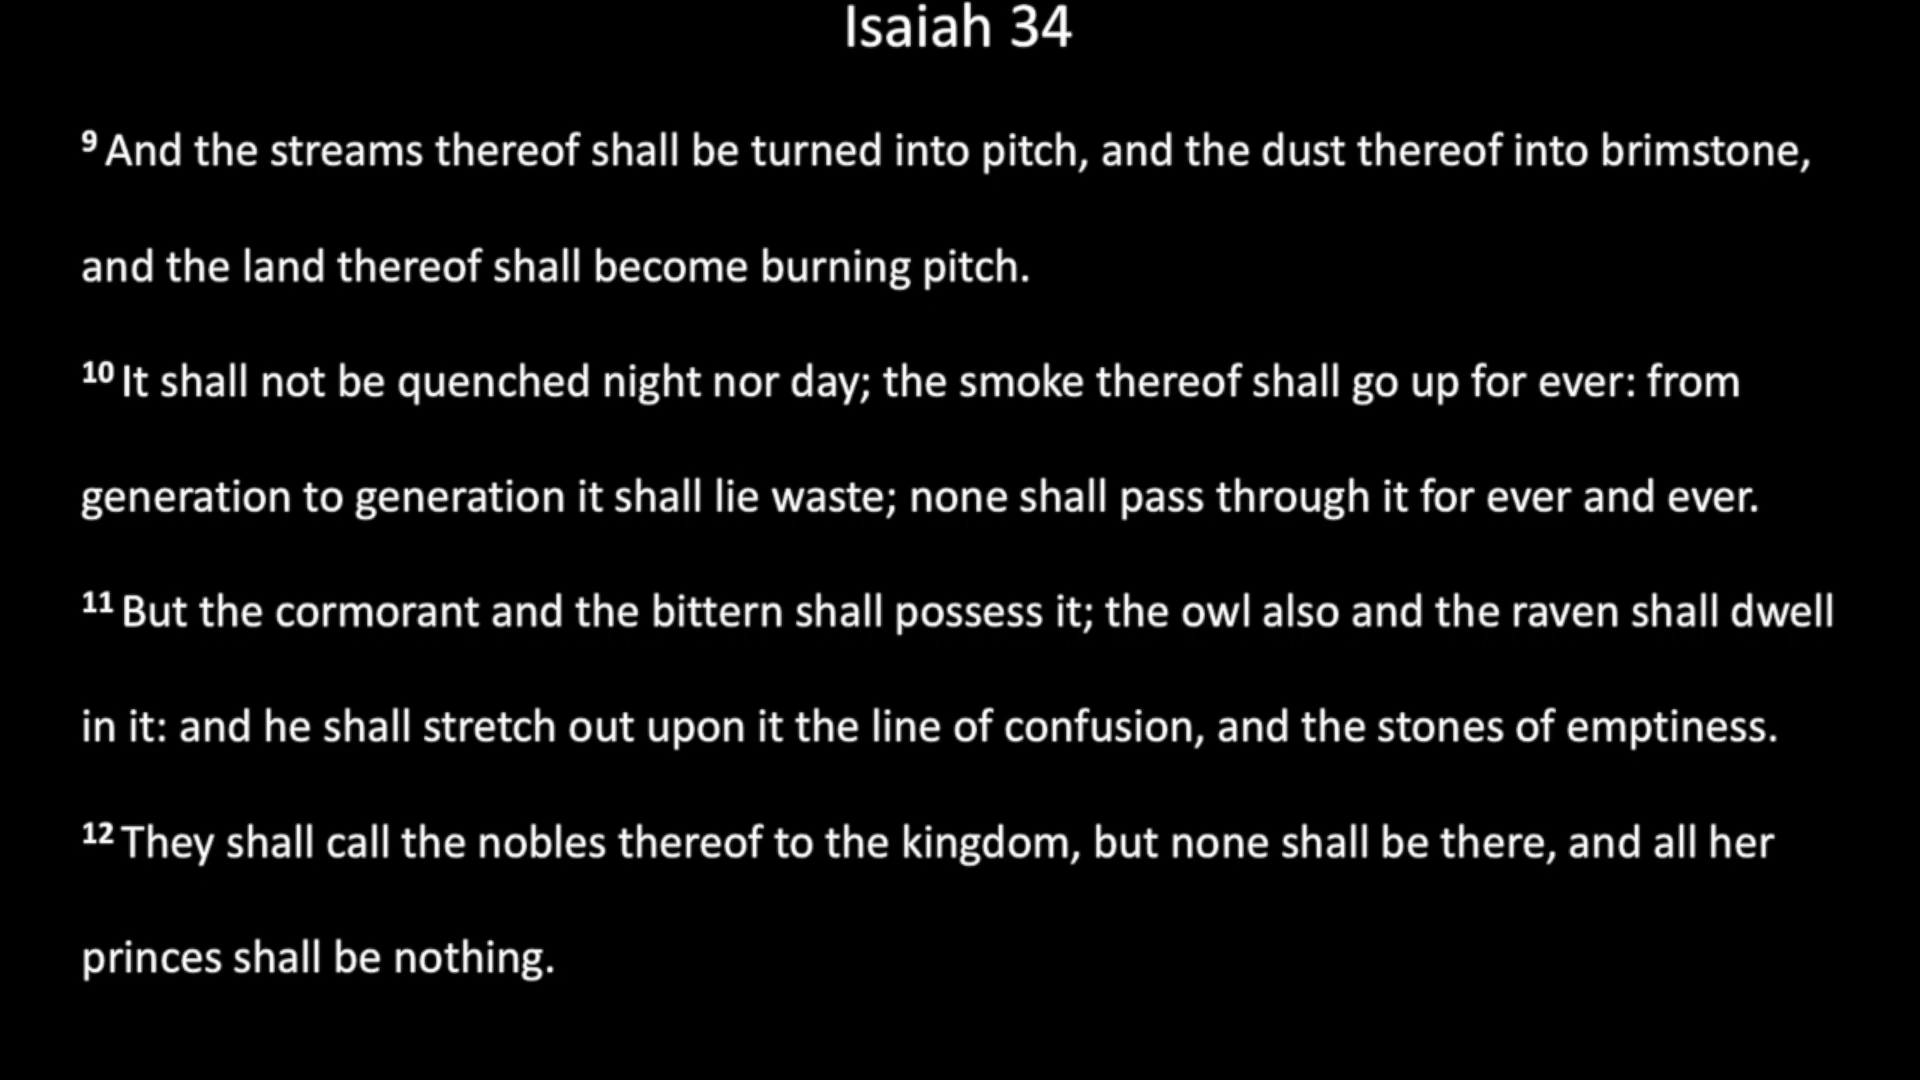 Isaiah 34
9 And the streams thereof shall be turned into pitch, and the dust thereof into brimstone,
and the land thereof shall become burning pitch.
10 It shall not be quenched night nor day; the smoke thereof shall go up for ever: from
generation to generation it shall lie waste; none shall pass through it for ever and ever.
11 But the cormorant and the bittern shall possess it; the owl also and the raven shall dwell
in it: and he shall stretch out upon it the line of confusion, and the stones of emptiness.
12 They shall call the nobles thereof to the kingdom, but none shall be there, and all her
princes shall be nothing.